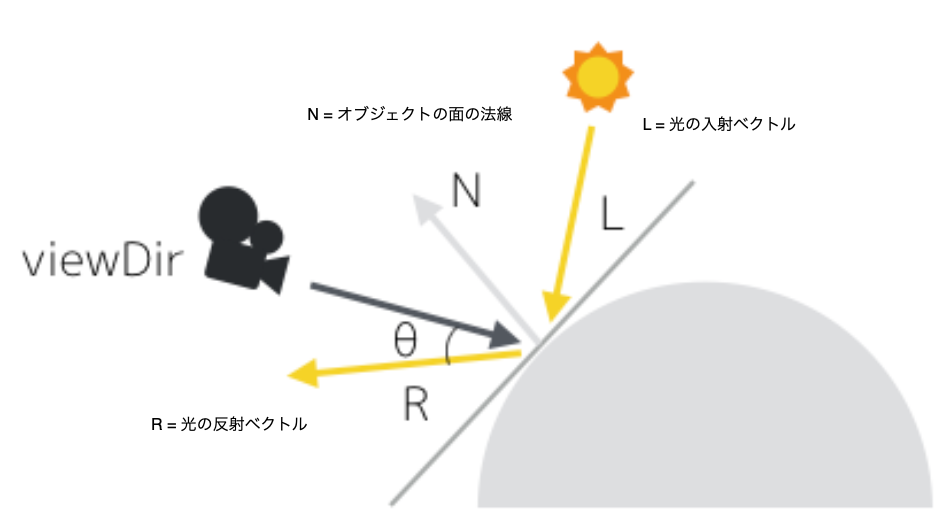 N = オブジェクトの面の法線
L = 光の入射ベクトル
N
L
viewDir
θ
R
R = 光の反射ベクトル